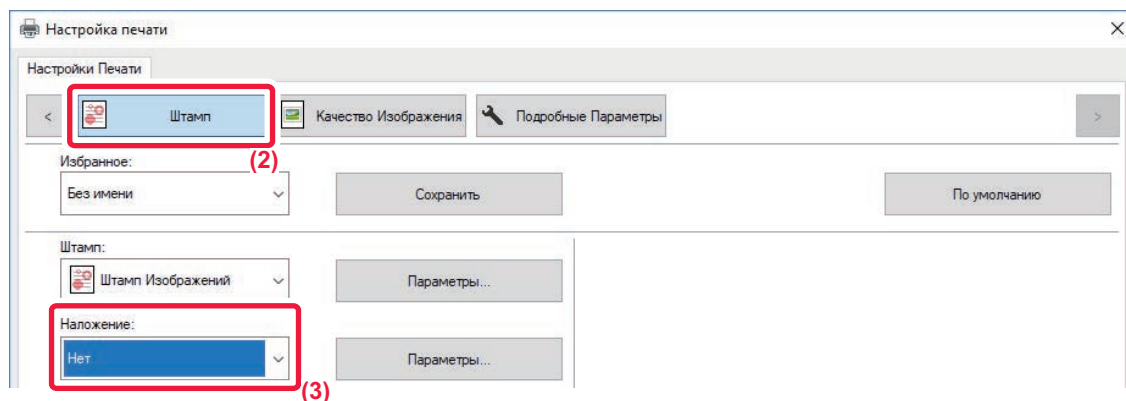 Настройка печати
Настройки Печати
< Штамп Качество Изображения Подробные Параметры >
(2)
Избранное:
Без имени Сохранить По умолчанию
Штамп:
Штамп Изображений Параметры...
Наложение:
Нет Параметры...
(3)